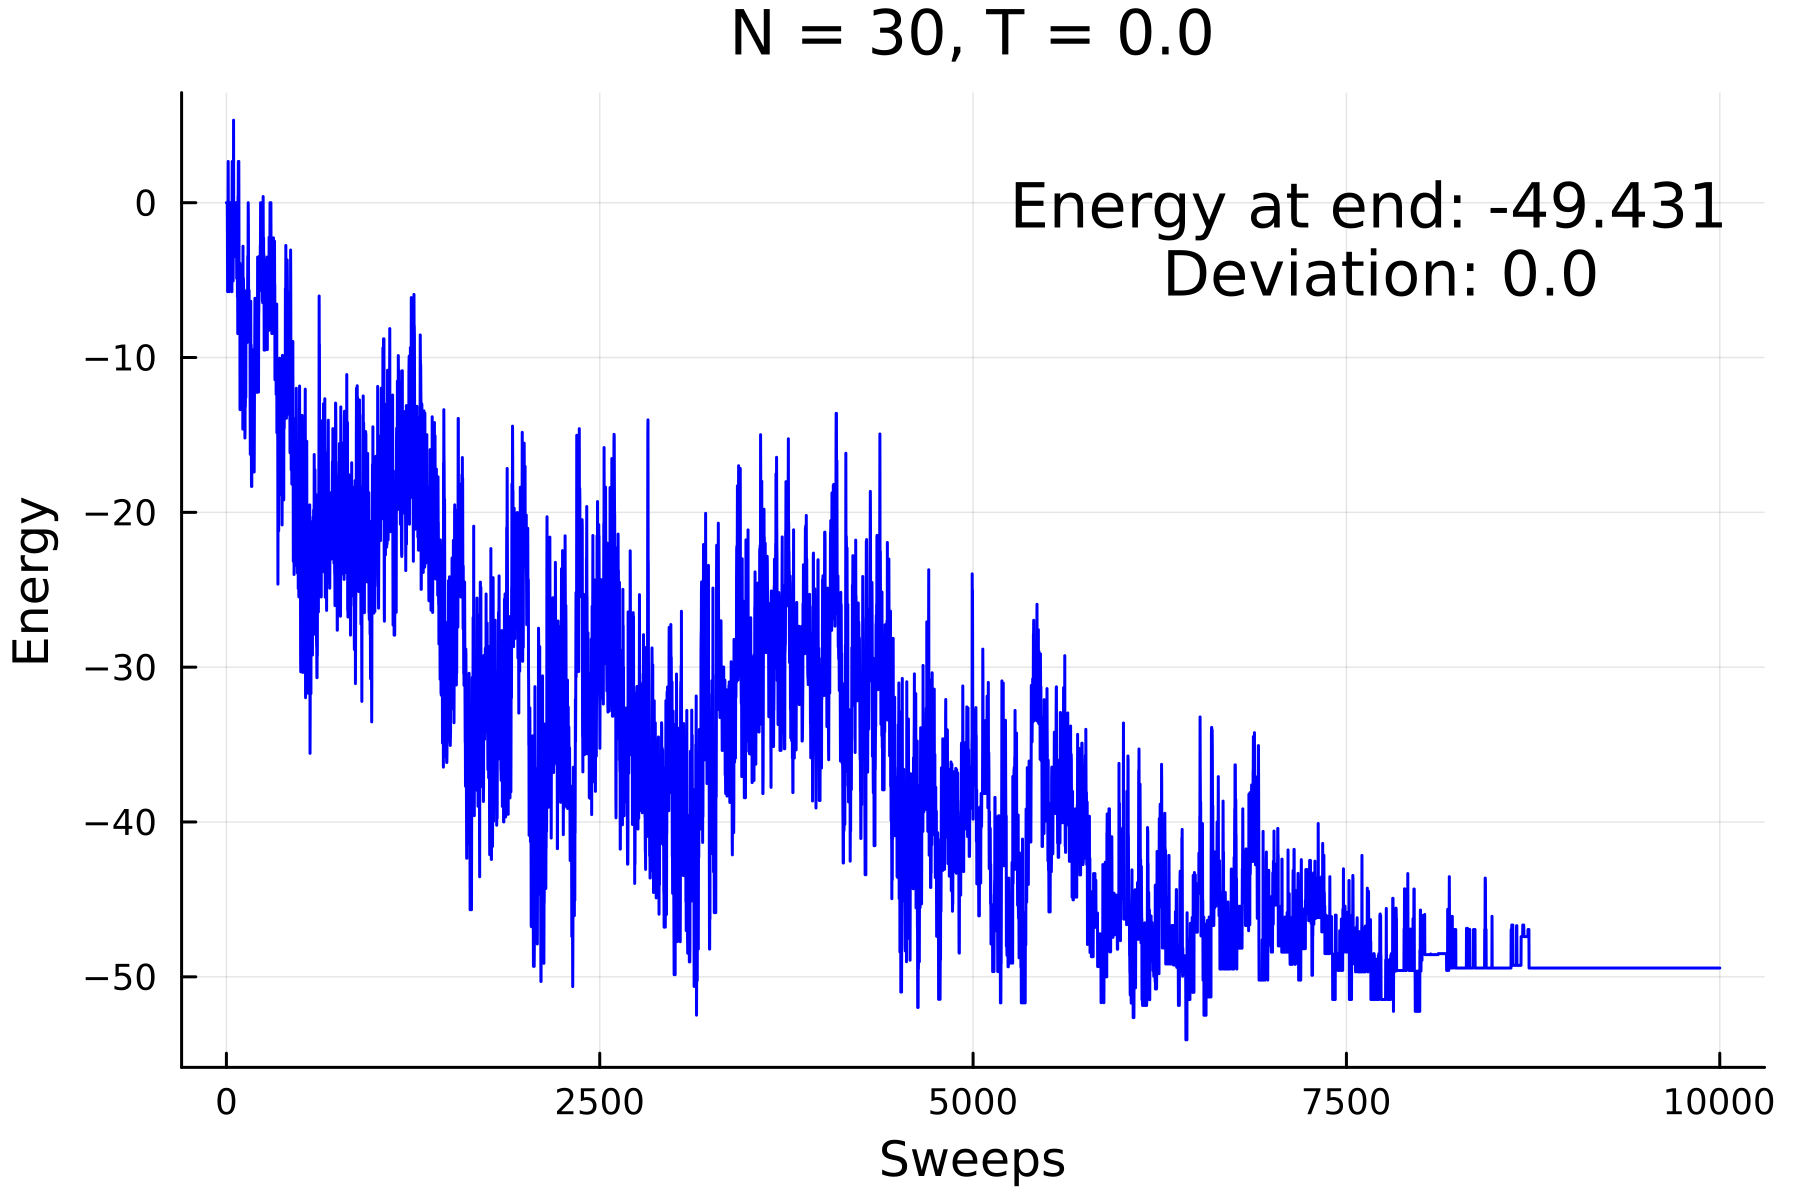 N = 30, T = 0.0
Energy at end: -49.431
Deviation: 0.0
Energy
0
−10
−20
−30
−40
−50
0 2500 5000 7500 10000
Sweeps